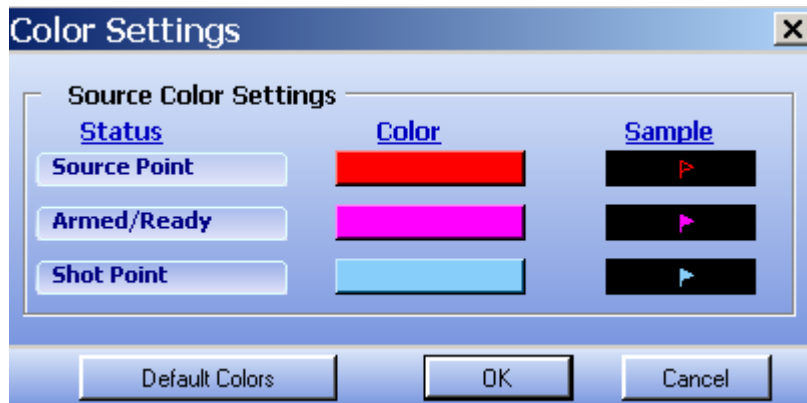 Color Settings
Source Color Settings
Status Color Sample
Source Point
Armed/Ready
Shot Point
Default Colors OK Cancel